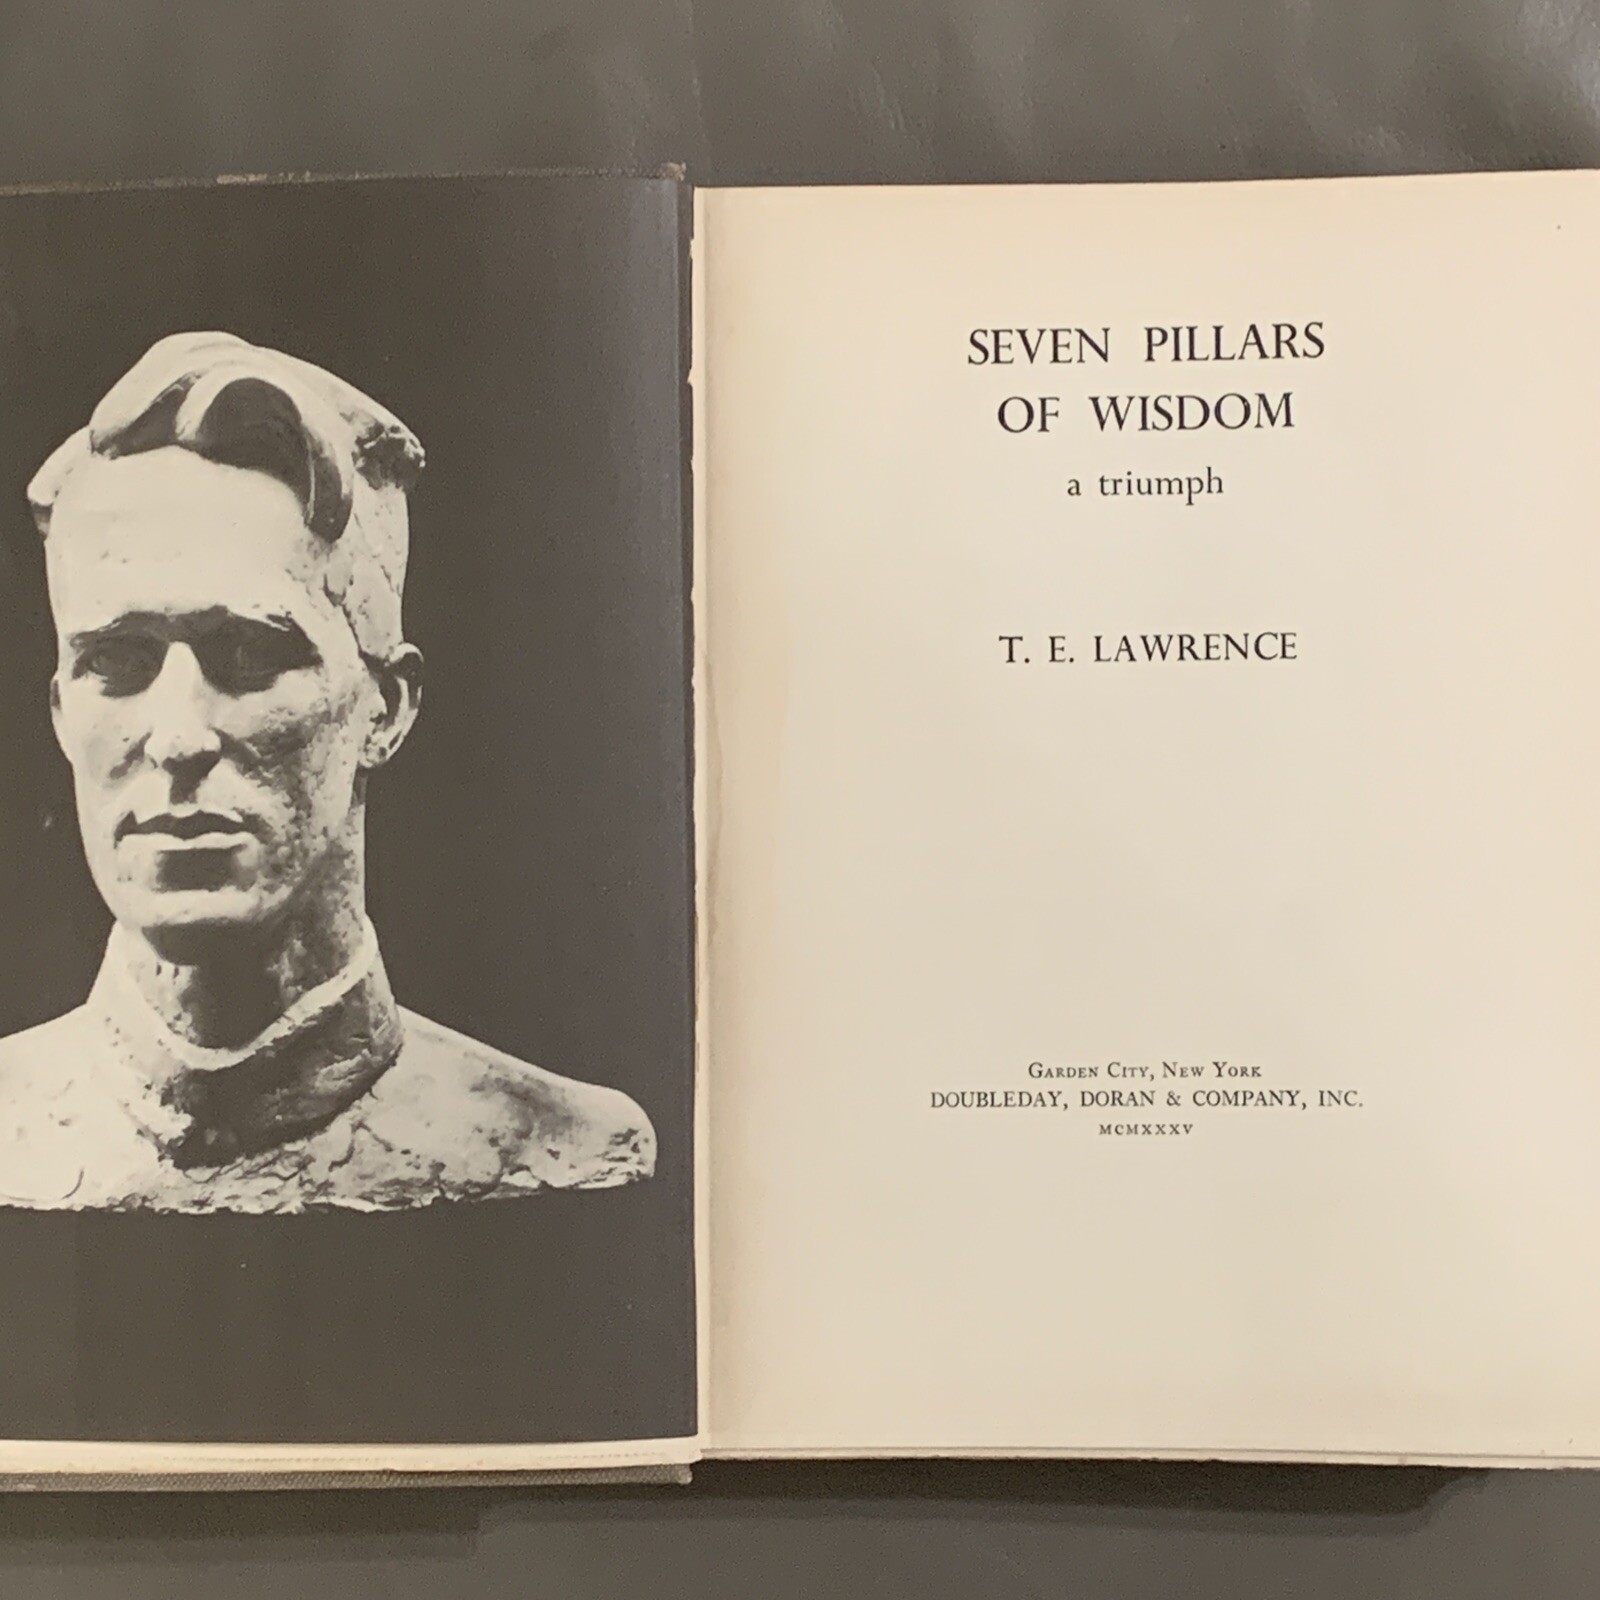 SEVEN PILLARS
OF WISDOM
a triumph
T. E. LAWRENCE
GARDEN CITY, NEW YORK
DOUBLEDAY, DORAN & COMPANY, INC.
MCMXXXV